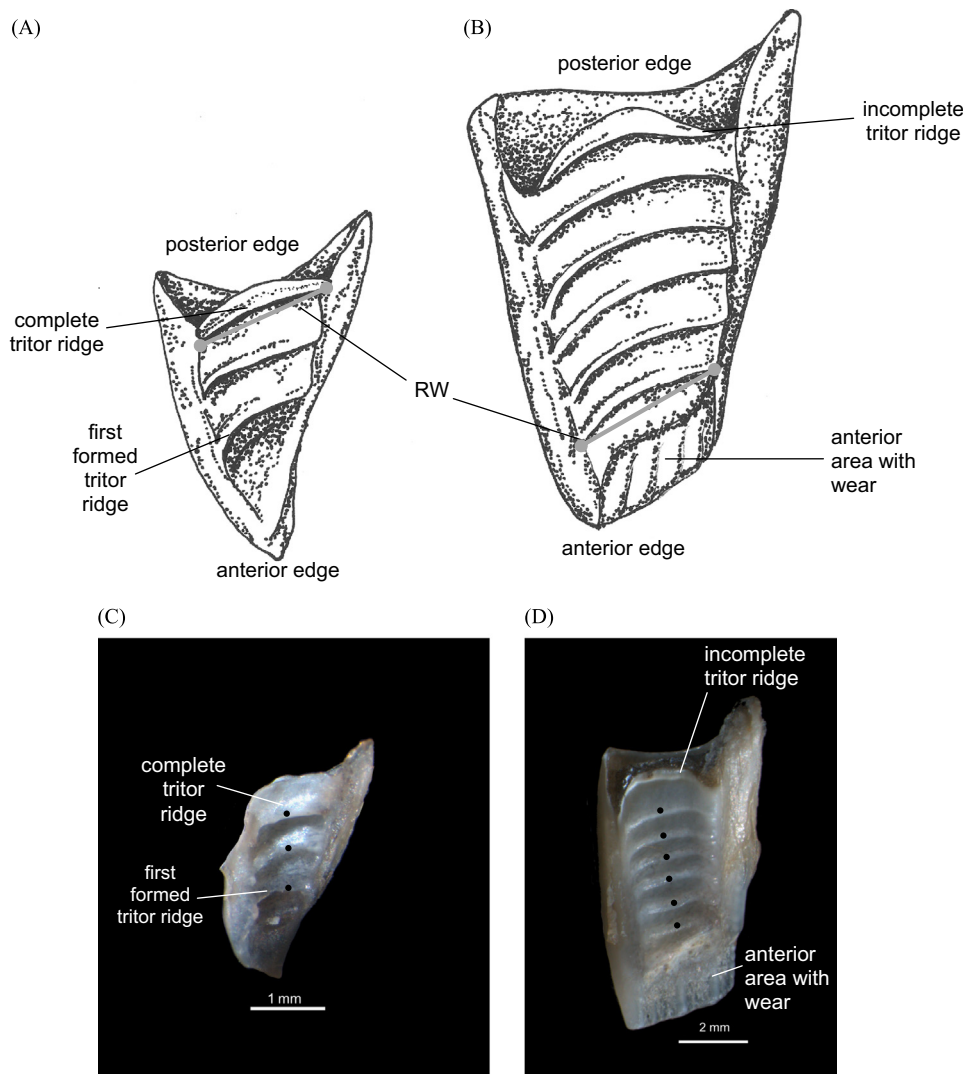 (A)
(B)
posterior edge
incomplete
tritor ridge
posterior edge
complete
tritor ridge
RW
first
formed
tritor
ridge
anterior
area with
wear
anterior edge
anterior edge
(C)
(D)
incomplete
tritor ridge
complete
tritor
ridge
first
formed
tritor ridge
anterior
area with
wear
1 mm
2 mm